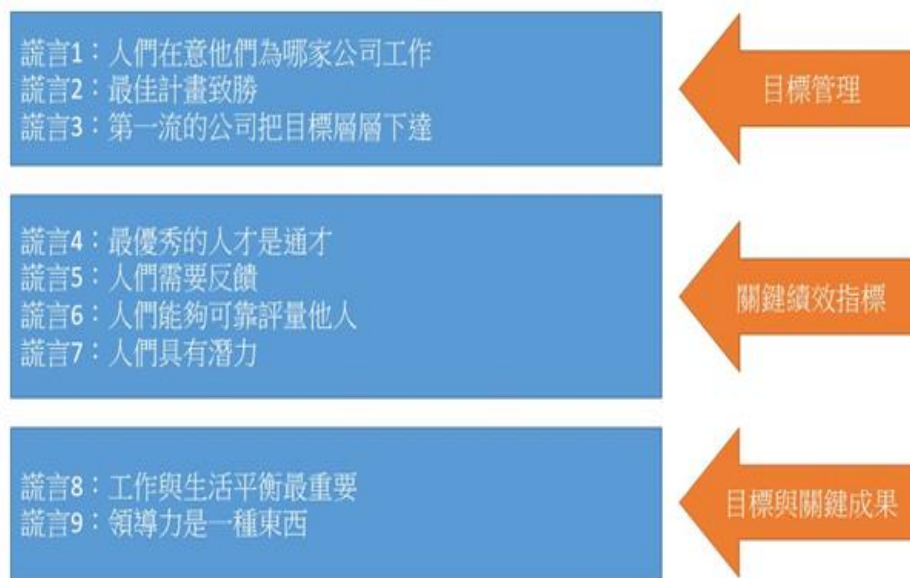 謊言1：人們在意他們為哪家公司工作
謊言2：最佳計畫致勝
謊言3：第一流的公司把目標層層下達
目標管理
謊言4：最優秀的人才是通才
謊言5：人們需要反饋
謊言6：人們能夠可靠評量他人
謊言7：人們具有潛力
關鍵績效指標
謊言8：工作與生活平衡最重要
謊言9：領導力是一種東西
目標與關鍵成果